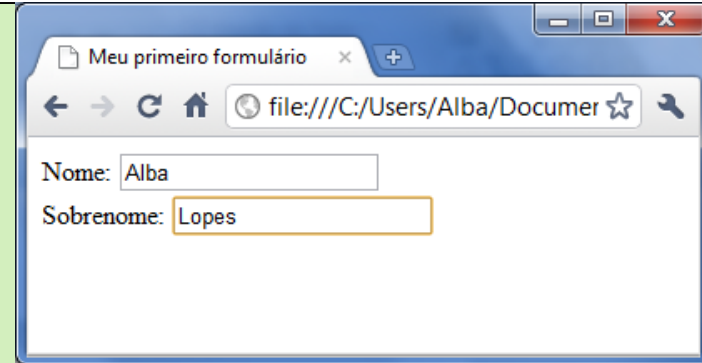 Meu primeiro formulário
file:///C:/Users/Alba/Documer
Nome: Alba
Sobrenome: Lopes